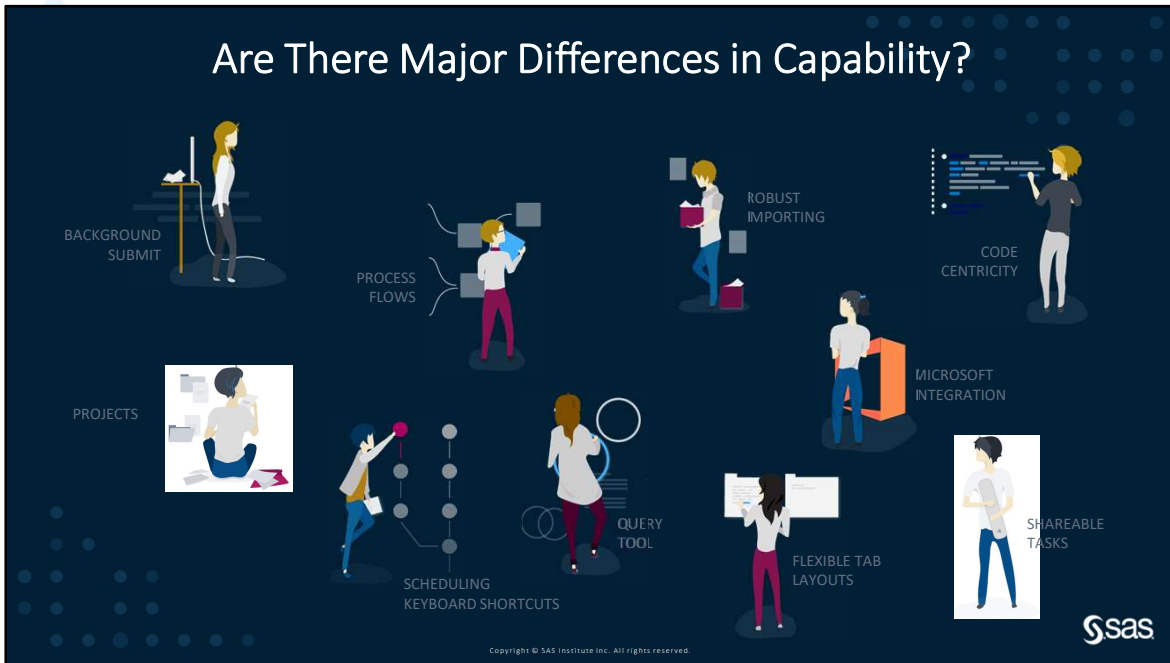 Are There Major Differences in Capability?
BACKGROUND
SUBMIT
PROCESS
FLOWS
ROBUST
IMPORTING
CODE
CENTRICITY
PROJECTS
MICROSOFT
INTEGRATION
SCHEDULING
KEYBOARD SHORTCUTS
QUERY
TOOL
FLEXIBLE TAB
LAYOUTS
SHAREABLE
TASKS
sas
Copyright © SAS Institute Inc. All rights reserved.